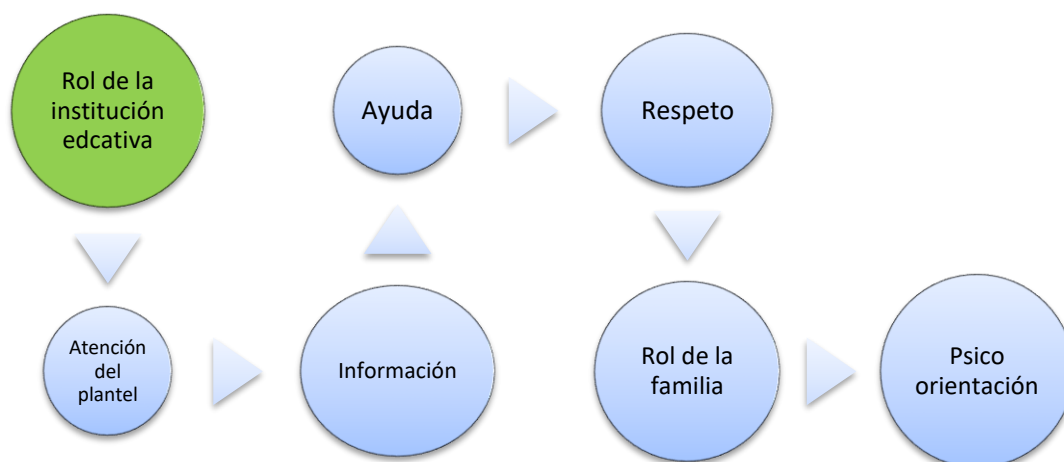 Rol de la
institución
edcativa
Atención
del
plantel
Información
Ayuda
Respeto
Rol de la
familia
Psico
orientación